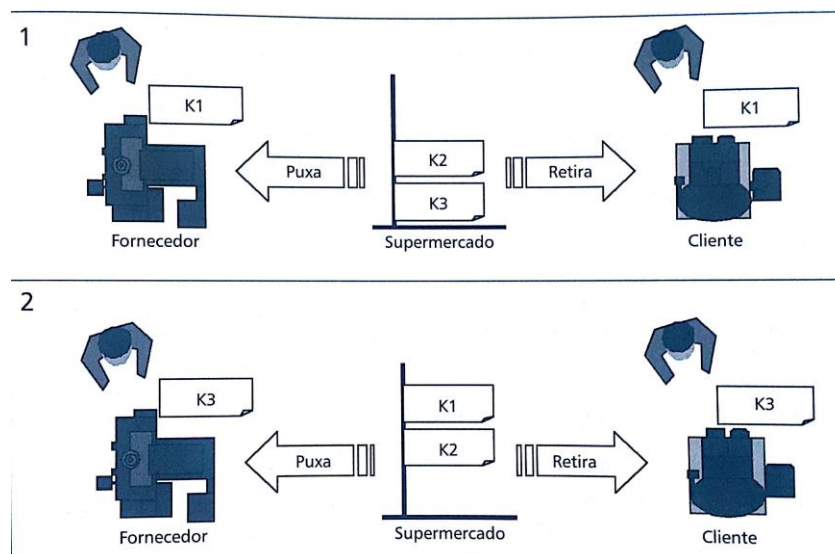 1
K1
K1
K2
Puxa
Retira
K3
Fornecedor
Supermercado
Cliente
2
K3
K3
K1
K2
Puxa
Retira
Supermercado
Fornecedor
Cliente